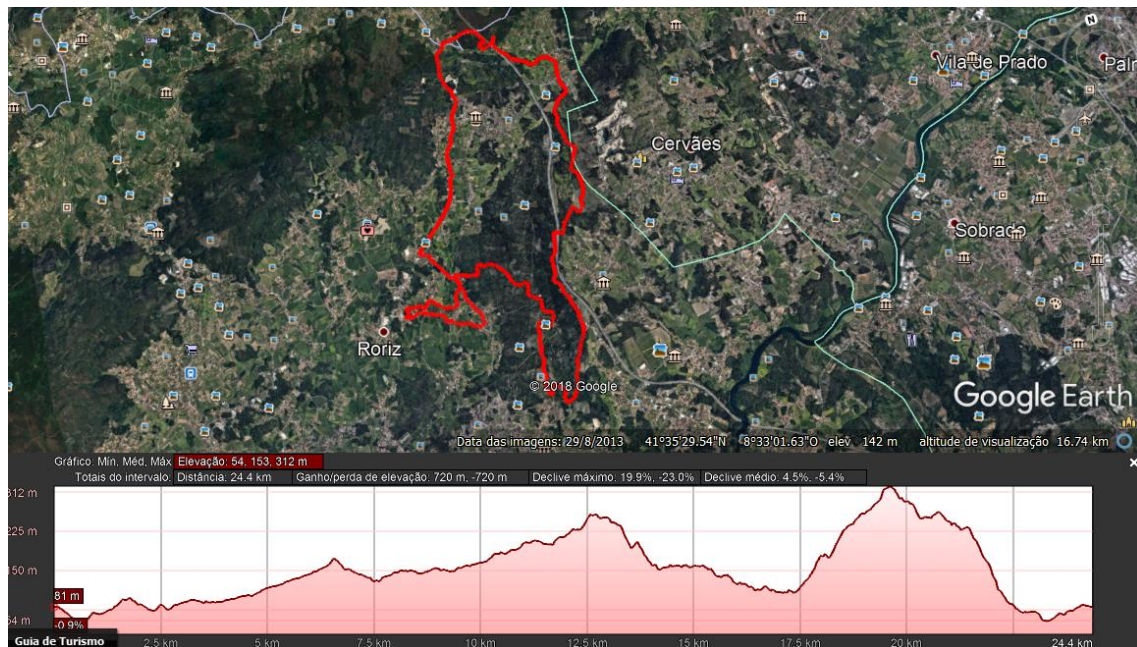 N
Vila de Prado
Palm
Cervães
Sobrado
Roriz
© 2018 Google
Google Earth
Data das imagens: 29/8/2013 41°35'29.54"N 8°33'01.63"O elev 142 m altitude de visualização 16.74 km
Gráfico: Mín, Méd, Máx Elevação: 54, 153, 312 m
Totais do intervalo: Distância: 24.4 km Ganho/perda de elevação: 720 m, -720 m Declive máximo: 19.9%, -23.0% Declive médio: 4.5%, -5.4%
312 m
225 m
150 m
81 m
54 m
-0.9%
Guia de Turismo
2.5 km 5 km 7.5 km 10 km 12.5 km 15 km 17.5 km 20 km 24.4 km